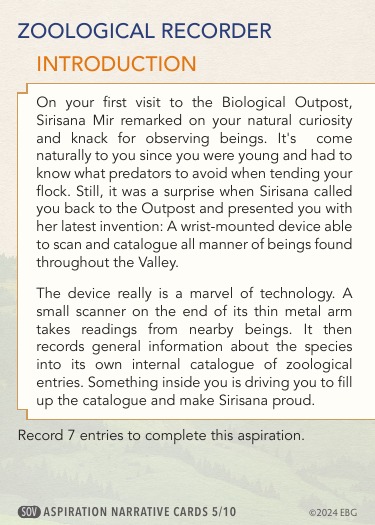 ZOOLOGICAL RECORDER
INTRODUCTION
On your first visit to the Biological Outpost,
Sirisana Mir remarked on your natural curiosity
and knack for observing beings. It's come
naturally to you since you were young and had to
know what predators to avoid when tending your
flock. Still, it was a surprise when Sirisana called
you back to the Outpost and presented you with
her latest invention: A wrist-mounted device able
to scan and catalogue all manner of beings found
throughout the Valley.
The device really is a marvel of technology. A
small scanner on the end of its thin metal arm
takes readings from nearby beings. It then
records general information about the species
into its own internal catalogue of zoological
entries. Something inside you is driving you to fill
up the catalogue and make Sirisana proud.
Record 7 entries to complete this aspiration.
SOV ASPIRATION NARRATIVE CARDS 5/10 ©2024 EBG